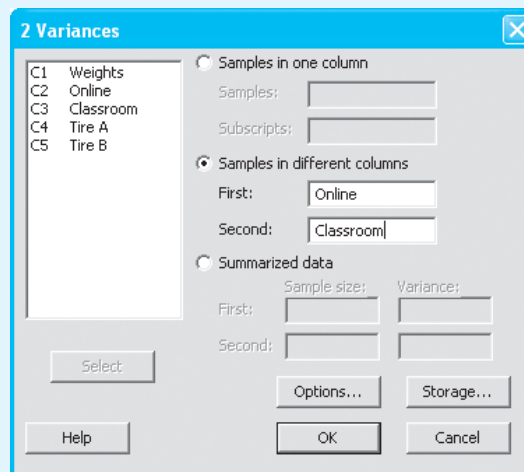 2 Variances
C1 Weights
C2 Online
C3 Classroom
C4 Tire A
C5 Tire B
Samples in one column
Samples:
Subscripts:
Samples in different columns
First: Online
Second: Classroom
Summarized data
Sample size: Variance:
First:
Second:
Select
Options... Storage...
Help OK Cancel